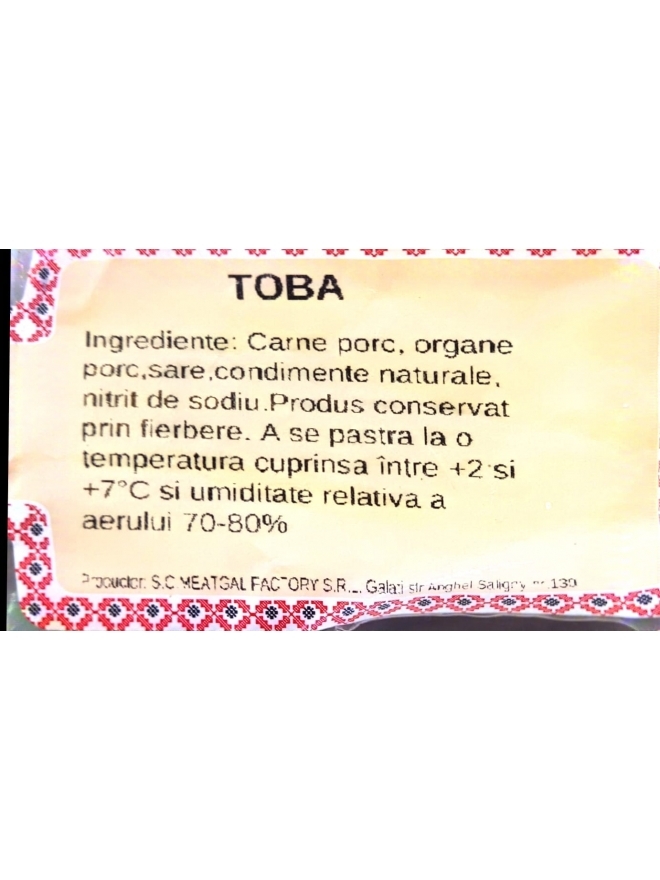 TOBA
Ingrediente: Carne porc, organe
porc,sare,condimente naturale,
nitrit de sodiu.Produs conservat
prin fierbere. A se pastra la o
temperatura cuprinsa între +2 si
+7°C si umiditate relativa a
aerului 70-80%
Producator: S.C MEATGAL FACTORY S.R.L. Galati str Anghel Saligny nr 139